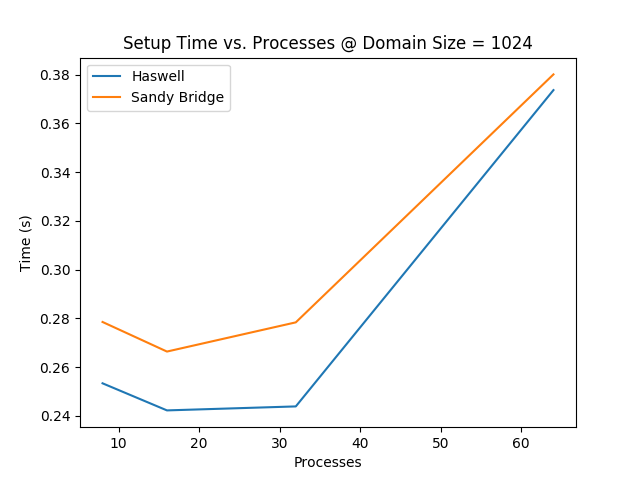 Setup Time vs. Processes @ Domain Size = 1024
Haswell
Sandy Bridge
0.38
0.36
0.34
0.32
0.30
0.28
0.26
0.24
Time (s)
10 20 30 40 50 60
Processes